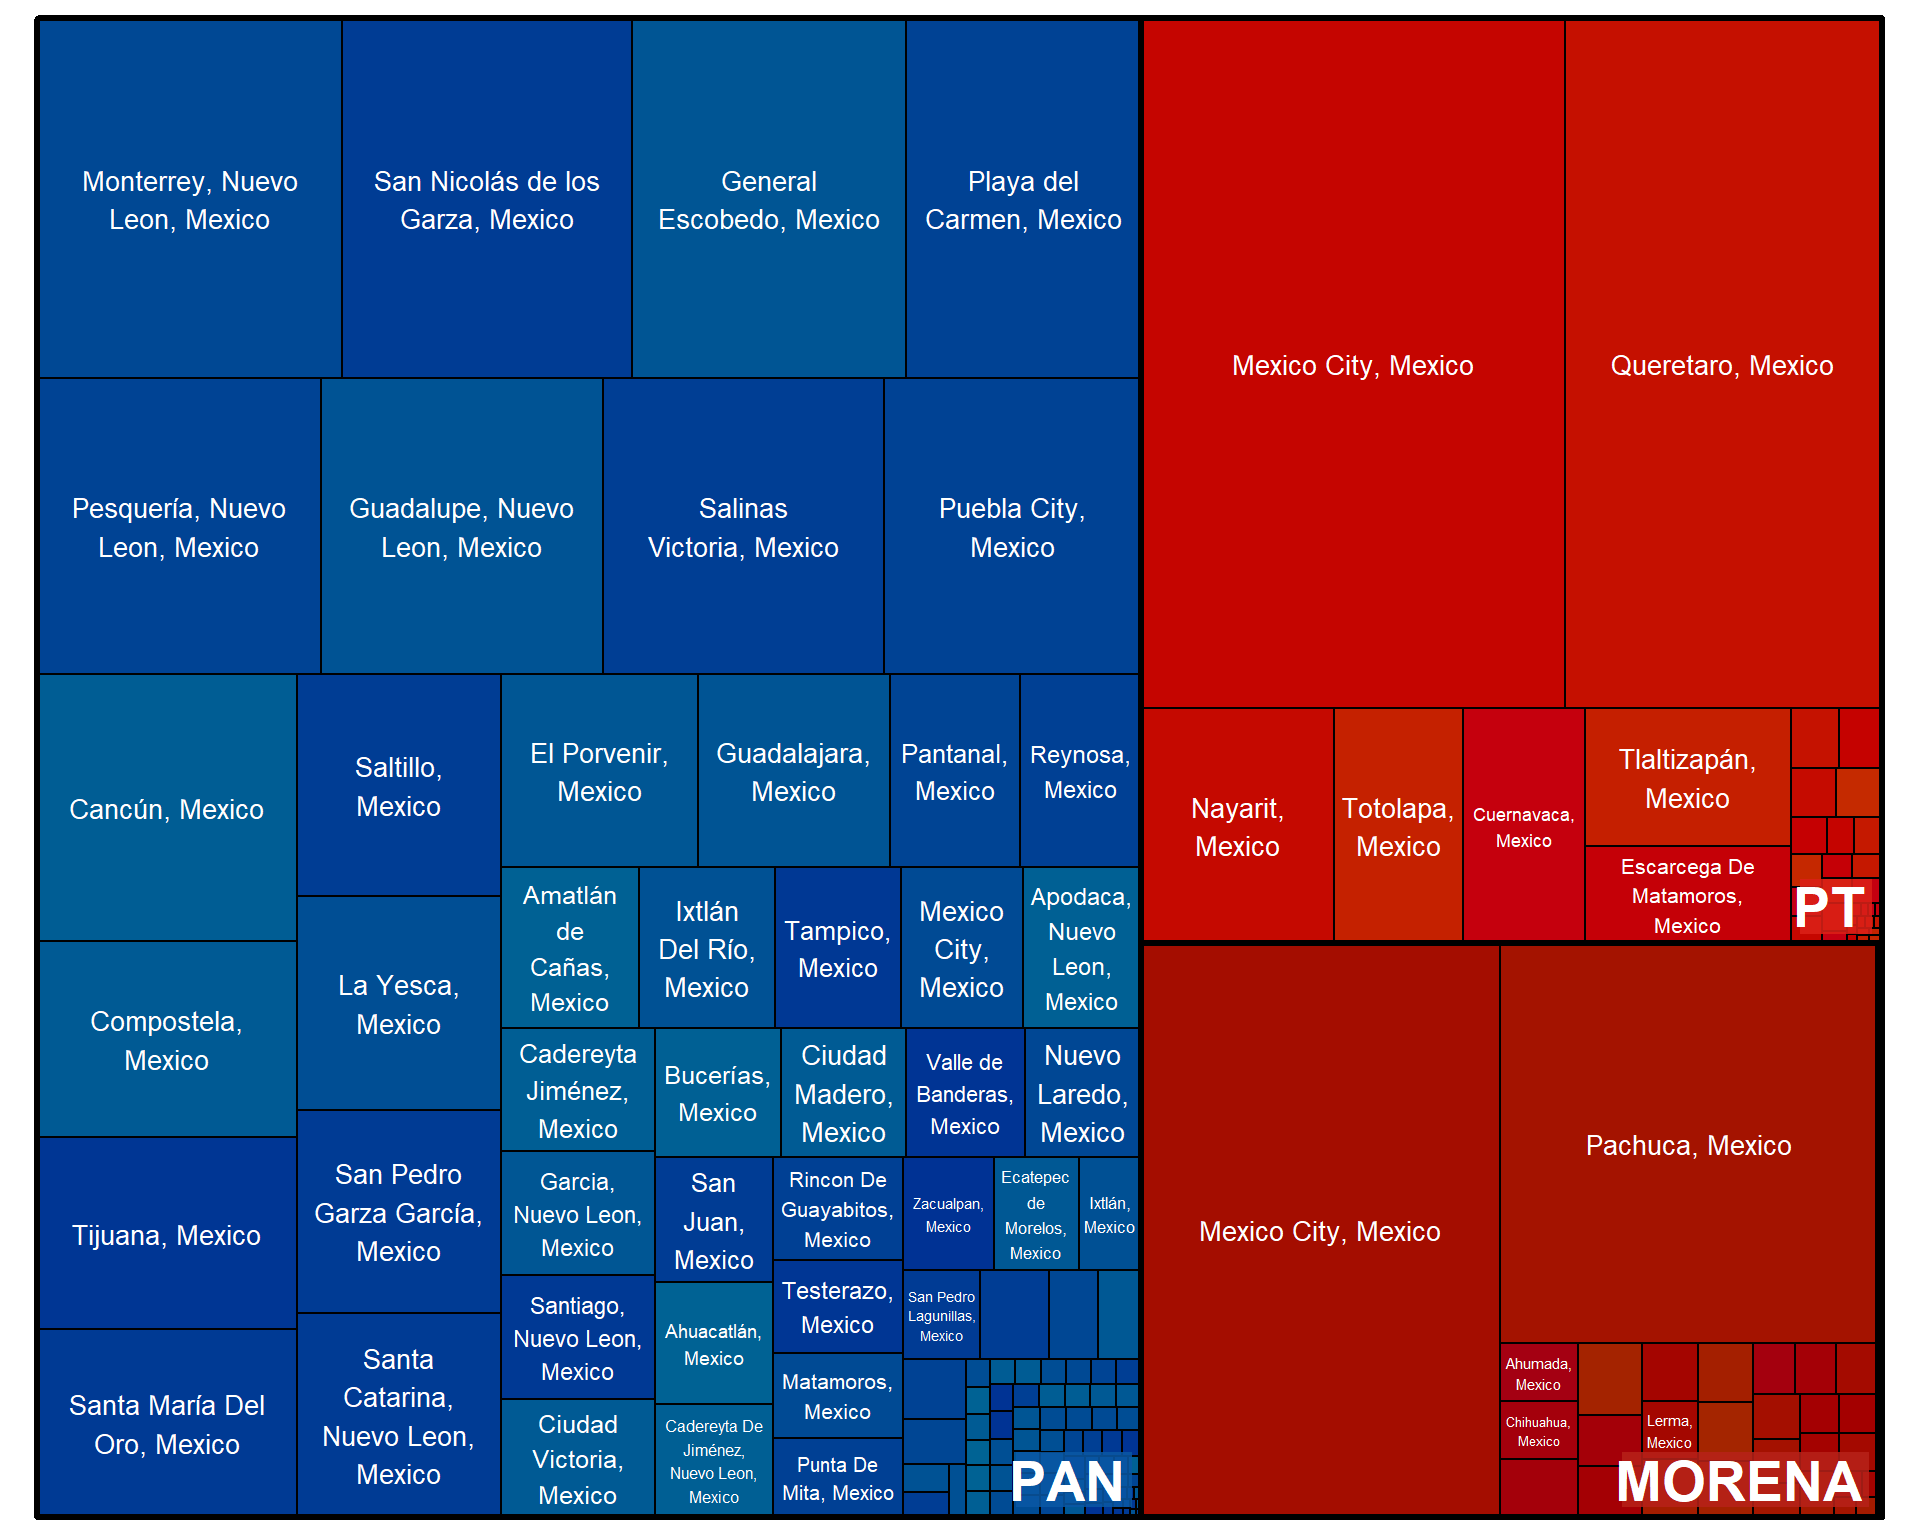 Monterrey, Nuevo
Leon, Mexico
San Nicolás de los
Garza, Mexico
General
Escobedo, Mexico
Playa del
Carmen, Mexico
Pesquería, Nuevo
Leon, Mexico
Guadalupe, Nuevo
Leon, Mexico
Salinas
Victoria, Mexico
Puebla City,
Mexico
Cancún, Mexico
Compostela,
Mexico
Tijuana, Mexico
Santa María Del
Oro, Mexico
Saltillo,
Mexico
La Yesca,
Mexico
San Pedro
Garza García,
Mexico
Santa
Catarina,
Nuevo Leon,
Mexico
El Porvenir,
Mexico
Guadalajara,
Mexico
Pantanal,
Mexico
Reynosa,
Mexico
Amatlán
de
Cañas,
Mexico
Ixtlán
Del Río,
Mexico
Tampico,
Mexico
Mexico
City,
Mexico
Apodaca,
Nuevo
Leon,
Mexico
Cadereyta
Jiménez,
Mexico
Garcia,
Nuevo Leon,
Mexico
Santiago,
Nuevo Leon,
Mexico
Ciudad
Victoria,
Mexico
Bucerías,
Mexico
Ciudad
Madero,
Mexico
Valle de
Banderas,
Mexico
Nuevo
Laredo,
Mexico
San
Juan,
Mexico
Ahuacatlán,
Mexico
Cadereyta De
Jiménez,
Nuevo Leon,
Mexico
Rincon De
Guayabitos,
Mexico
Testerazo,
Mexico
Matamoros,
Mexico
Punta De
Mita, Mexico
Zacualpan,
Mexico
Ecatepec
de
Morelos,
Mexico
Ixtlán,
Mexico
San Pedro
Lagunillas,
Mexico
PAN
Mexico City, Mexico
Queretaro, Mexico
Nayarit,
Mexico
Totolapa,
Mexico
Cuernavaca,
Mexico
Tlaltizapán,
Mexico
Escarcega De
Matamoros,
Mexico
PT
Mexico City, Mexico
Pachuca, Mexico
Ahumada,
Mexico
Chihuahua,
Mexico
Lerma,
Mexico
MORENA